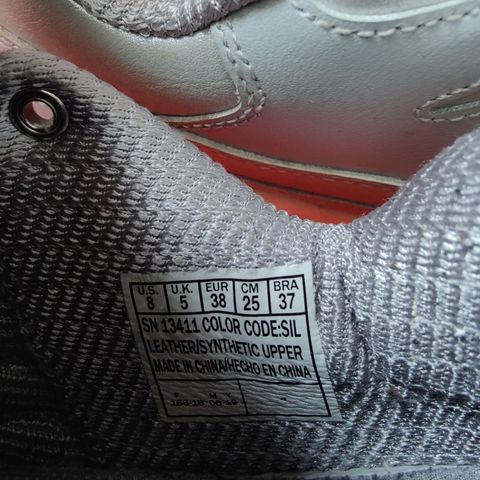 U.S. U.K. EUR CM BRA
8 5 38 25 37
SN 13411 COLOR CODE:SIL
LEATHER/SYNTHETIC UPPER
MADE IN CHINA/HECHO EN CHINA
M Y